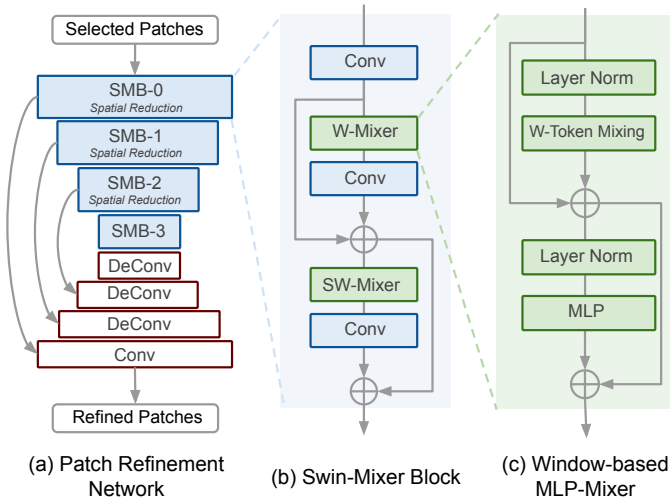 Selected Patches
SMB-0
Spatial Reduction
SMB-1
Spatial Reduction
SMB-2
Spatial Reduction
SMB-3
DeConv
DeConv
DeConv
Conv
Refined Patches
(a) Patch Refinement
Network
Conv
W-Mixer
Conv
SW-Mixer
Conv
(b) Swin-Mixer Block
Layer Norm
W-Token Mixing
Layer Norm
MLP
(c) Window-based
MLP-Mixer